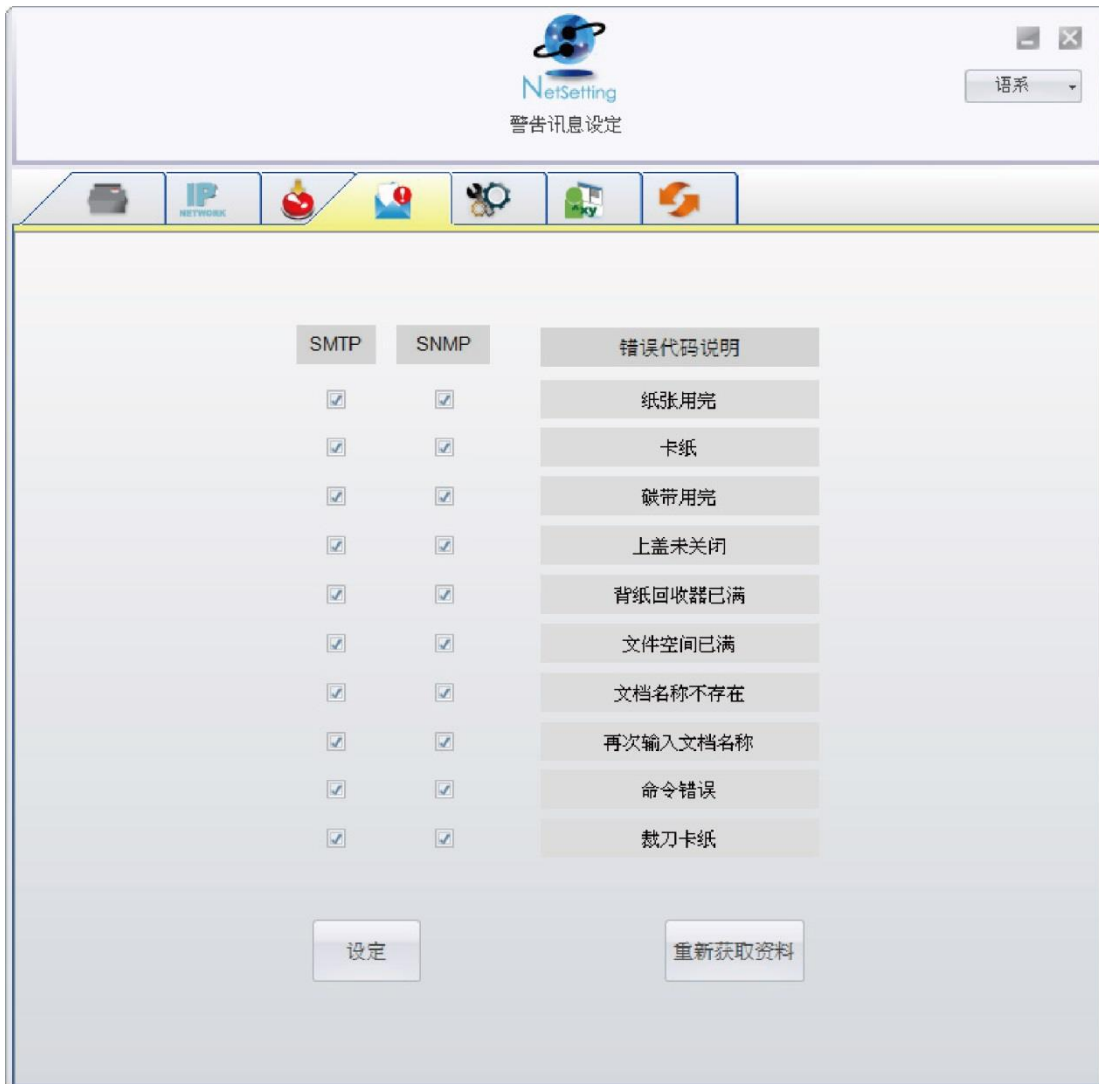 NetSetting
语系
警告讯息设定
IP
NETWORK
xy
SMTP SNMP 错误代码说明
纸张用完
卡纸
碳带用完
上盖未关闭
背纸回收器已满
文件空间已满
文档名称不存在
再次输入文档名称
命令错误
裁刀卡纸
设定 重新获取资料